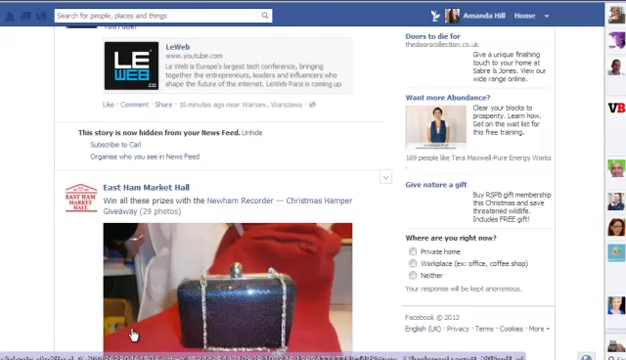 Search for people, places and things
Amanda Hill
Home
LeWeb
www.youtube.com
Le Web is Europe's largest tech conference, bringing
together the entrepreneurs, leaders and influencers who
shape the future of the internet. LeWeb Paris is coming up
LE
WEB
.CO
Like · Comment · Share · 10 minutes ago near Warsaw, Warszawa ·
This story is now hidden from your News Feed. Unhide
Subscribe to Carl
Organise who you see in News Feed
EAST HAM
MARKET
HALL
East Ham Market Hall
Win all these prizes with the Newham Recorder — Christmas Hamper
Giveaway (29 photos)
Doors to die for
thedoorscollection.co.uk
Give a unique finishing
touch to your home at
Sabre & Jones. View our
wide range online.
Want more Abundance?
Clear your blocks to
prosperity. Learn how.
Get on the wait list for
this free training.
169 people like Tera Maxwell-Pure Energy Works
Give nature a gift
Buy RSPB gift membership
this Christmas and save
threatened wildlife.
Includes FREE gift!
Where are you right now?
Private home
Workplace (ex: office, coffee shop)
Neither
Your response will be kept anonymous.
Facebook © 2012
English (UK) · Privacy · Terms · Cookies · More
VB